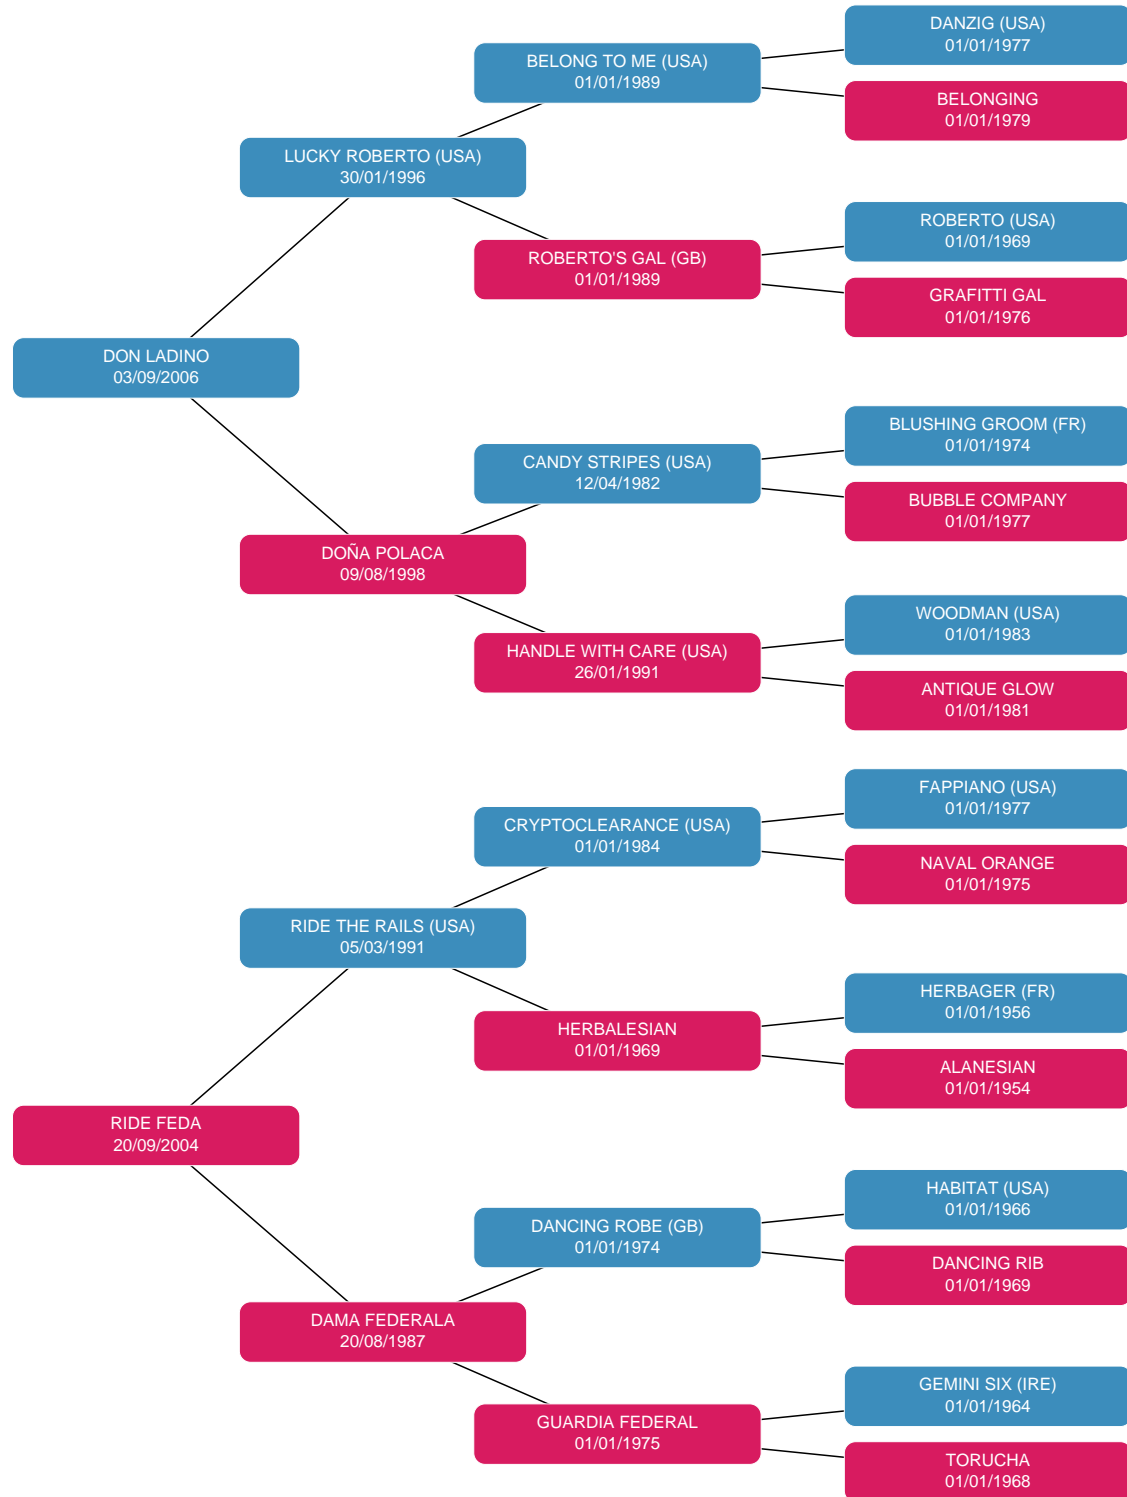 DANZIG (USA)
01/01/1977
BELONG TO ME (USA)
01/01/1989
BELONGING
01/01/1979
LUCKY ROBERTO (USA)
30/01/1996
ROBERTO (USA)
01/01/1969
ROBERTO'S GAL (GB)
01/01/1989
GRAFITTI GAL
01/01/1976
DON LADINO
03/09/2006
BLUSHING GROOM (FR)
01/01/1974
CANDY STRIPES (USA)
12/04/1982
BUBBLE COMPANY
01/01/1977
DOÑA POLACA
09/08/1998
WOODMAN (USA)
01/01/1983
HANDLE WITH CARE (USA)
26/01/1991
ANTIQUE GLOW
01/01/1981
FAPPIANO (USA)
01/01/1977
CRYPTOCLEARANCE (USA)
01/01/1984
NAVAL ORANGE
01/01/1975
RIDE THE RAILS (USA)
05/03/1991
HERBAGER (FR)
01/01/1956
HERBALESIAN
01/01/1969
ALANESIAN
01/01/1954
RIDE FEDA
20/09/2004
HABITAT (USA)
01/01/1966
DANCING ROBE (GB)
01/01/1974
DANCING RIB
01/01/1969
DAMA FEDERALA
20/08/1987
GEMINI SIX (IRE)
01/01/1964
GUARDIA FEDERAL
01/01/1975
TORUCHA
01/01/1968